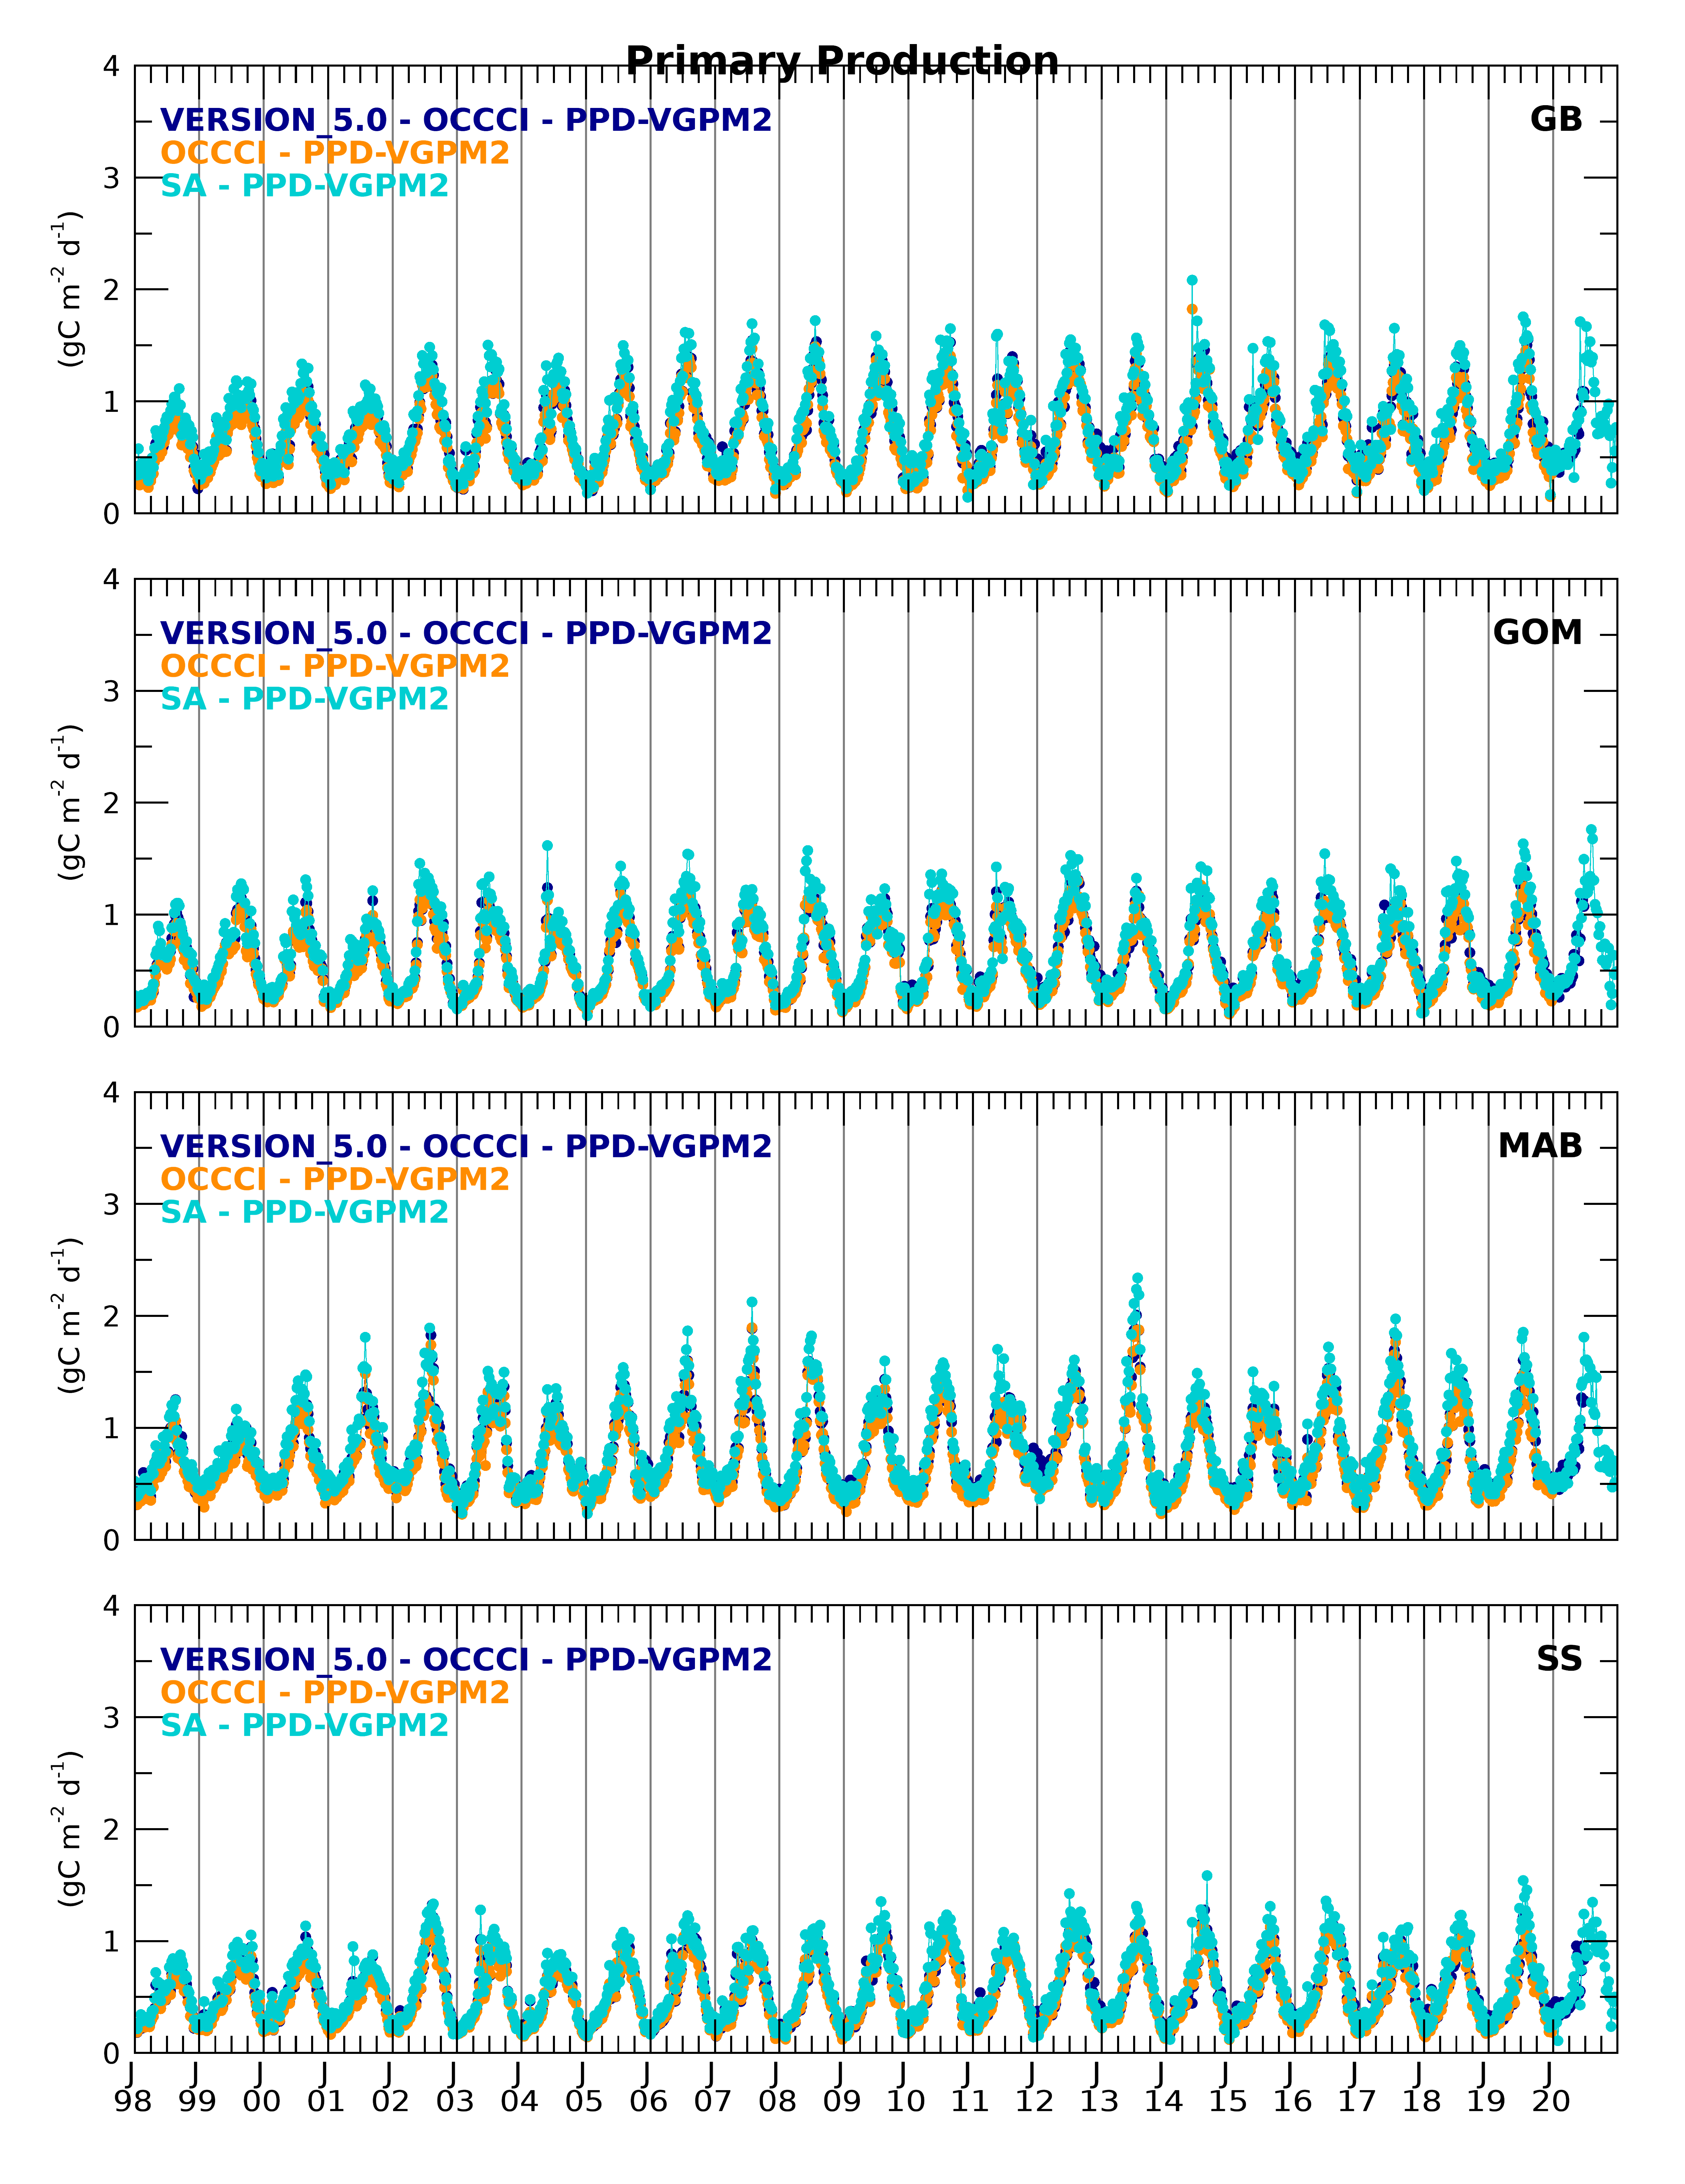 Primary Production
4
VERSION_5.0 - OCCCI - PPD-VGPM2
GB
OCCCI - PPD-VGPM2
3
SA - PPD-VGPM2
(gC m-2 d-1)
2
1
0
4
VERSION_5.0 - OCCCI - PPD-VGPM2
GOM
OCCCI - PPD-VGPM2
3
SA - PPD-VGPM2
(gC m-2 d-1)
2
1
0
4
VERSION_5.0 - OCCCI - PPD-VGPM2
MAB
OCCCI - PPD-VGPM2
3
SA - PPD-VGPM2
(gC m-2 d-1)
2
1
0
4
VERSION_5.0 - OCCCI - PPD-VGPM2
SS
OCCCI - PPD-VGPM2
3
SA - PPD-VGPM2
(gC m-2 d-1)
2
1
0
J J J J J J J J J J J J J J J J J J J J J J J
98 99 00 01 02 03 04 05 06 07 08 09 10 11 12 13 14 15 16 17 18 19 20